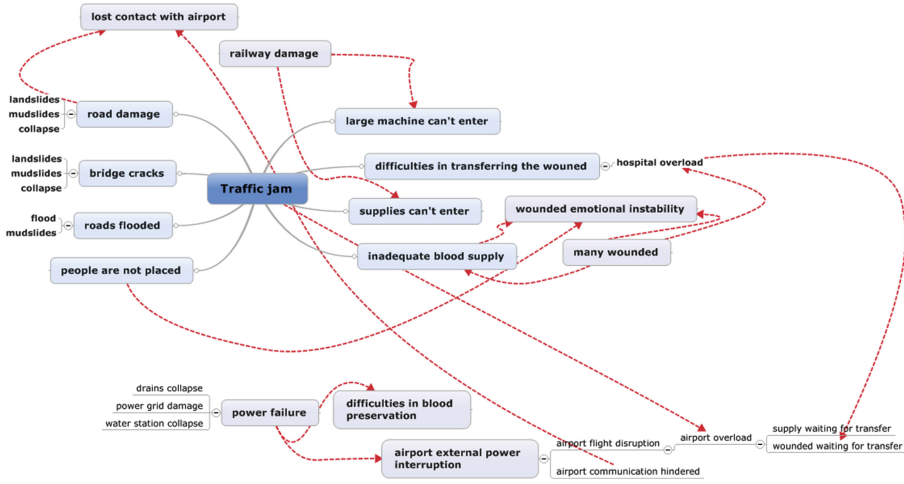 lost contact with airport
railway damage
landslides
mudslides
collapse
road damage
large machine can't enter
landslides
mudslides
collapse
bridge cracks
difficulties in transferring the wouned
hospital overload
Traffic jam
flood
mudslides
roads flooded
supplies can't enter
wounded emotional instability
people are not placed
inadequate blood supply
many wounded
drains collapse
power grid damage
water station collapse
power failure
difficulties in blood
preservation
airport external power
interruption
airport flight disruption
airport communication hindered
airport overload
supply waiting for transfer
wounded waiting for transfer